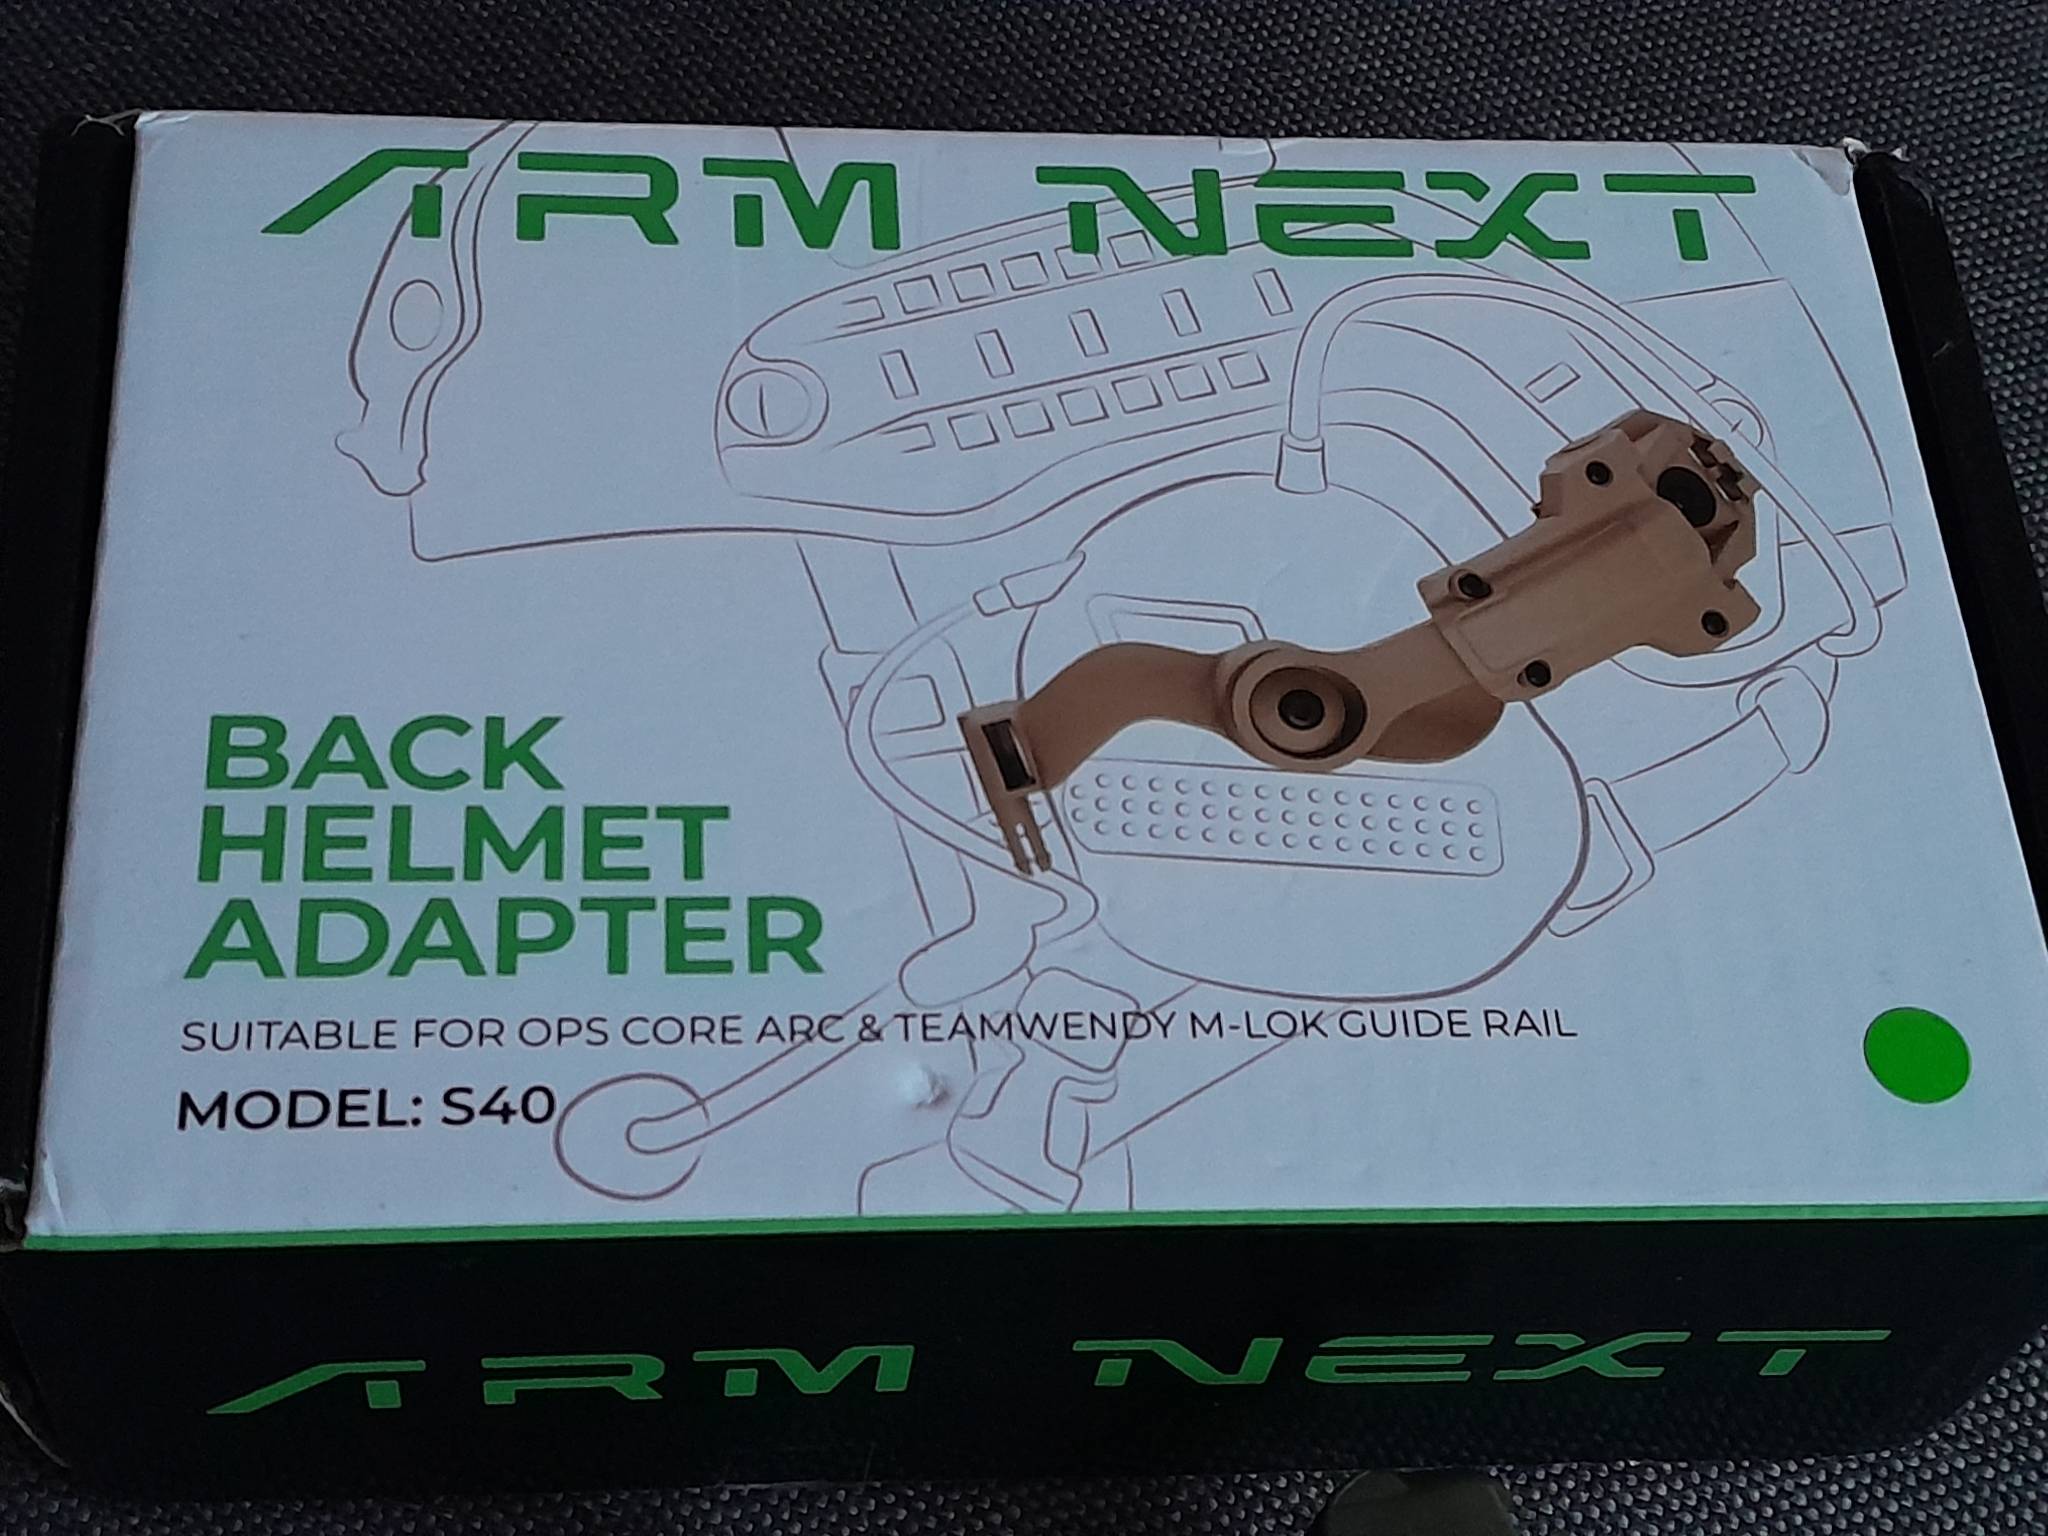 ARM NEXT
BACK
HELMET
ADAPTER
SUITABLE FOR OPS CORE ARC & TEAMWENDY M-LOK GUIDE RAIL
MODEL: S40
ARM NEXT